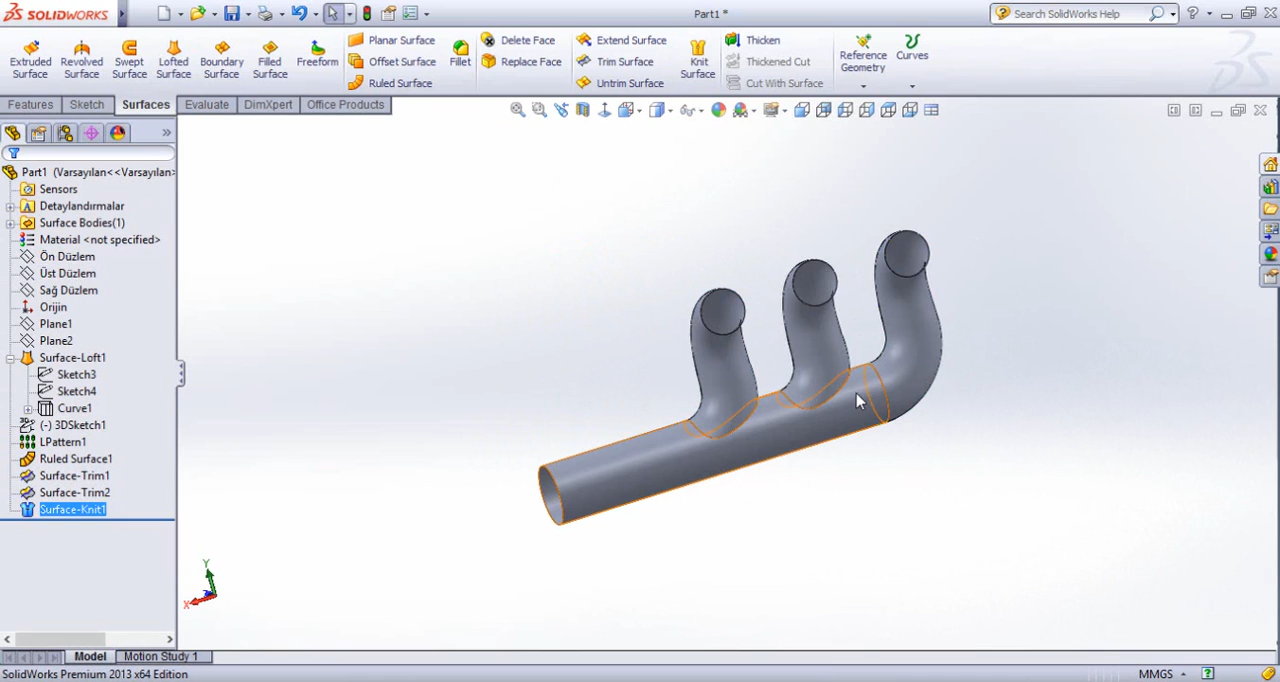 SOLIDWORKS
Part1 *
SolidWorks Help
Extruded Surface
Revolved Surface
Swept Surface
Lofted Surface
Boundary Surface
Filled Surface
Freeform
Planar Surface
Offset Surface
Ruled Surface
Fillet
Delete Face
Replace Face
Extend Surface
Trim Surface
Untrim Surface
Knit Surface
Thicken
Thickened Cut
Cut With Surface
Reference Geometry
Curves
Features
Sketch
Surfaces
Evaluate
DimXpert
Office Products
Part1 (Varsayılan<<Varsayılan>
Sensors
Detaylandırmalar
Surface Bodies(1)
Material <not specified>
Ön Düzlem
Üst Düzlem
Sağ Düzlem
Orijin
Plane1
Plane2
Surface-Loft1
Sketch3
Sketch4
Curve1
(-) 3DSketch1
LPattern1
Ruled Surface1
Surface-Trim1
Surface-Trim2
Surface-Knit1
Y
X
Model
Motion Study 1
SolidWorks Premium 2013 x64 Edition
MMGS